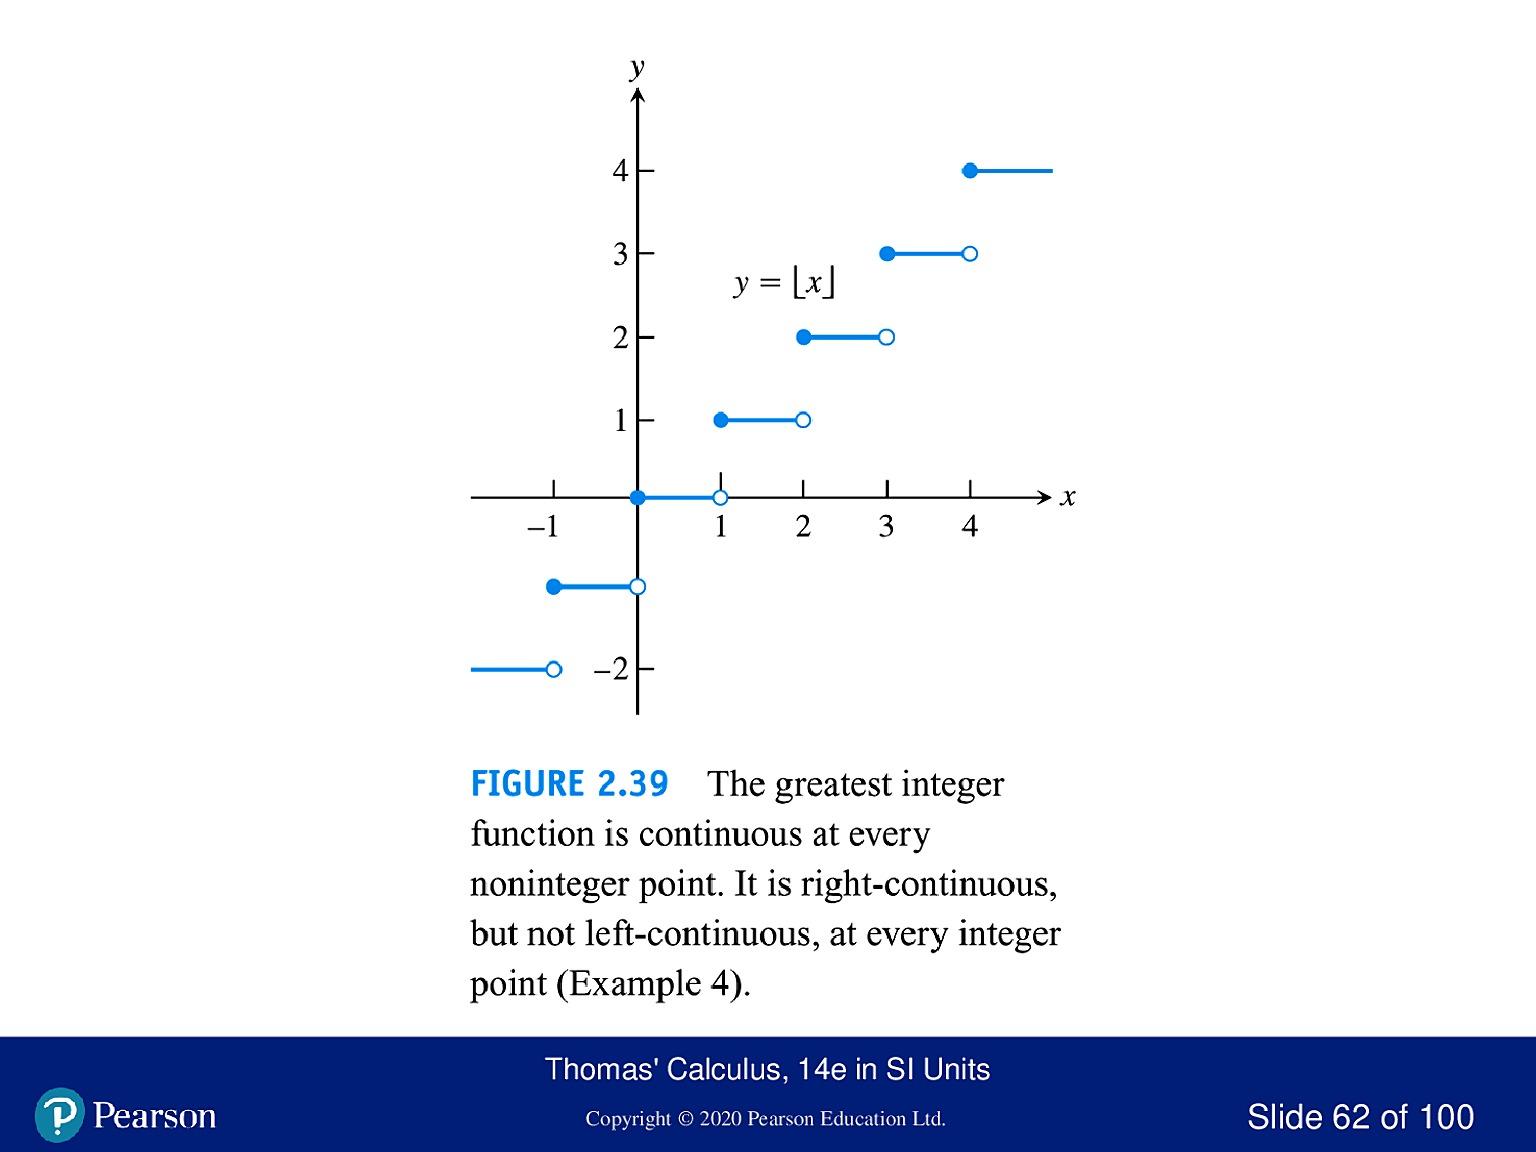 y
4
3
y = ⌊x⌋
2
1
x
–1 1 2 3 4
–2
FIGURE 2.39 The greatest integer
function is continuous at every
noninteger point. It is right-continuous,
but not left-continuous, at every integer
point (Example 4).
Thomas' Calculus, 14e in SI Units
Pearson
Copyright © 2020 Pearson Education Ltd.
Slide 62 of 100